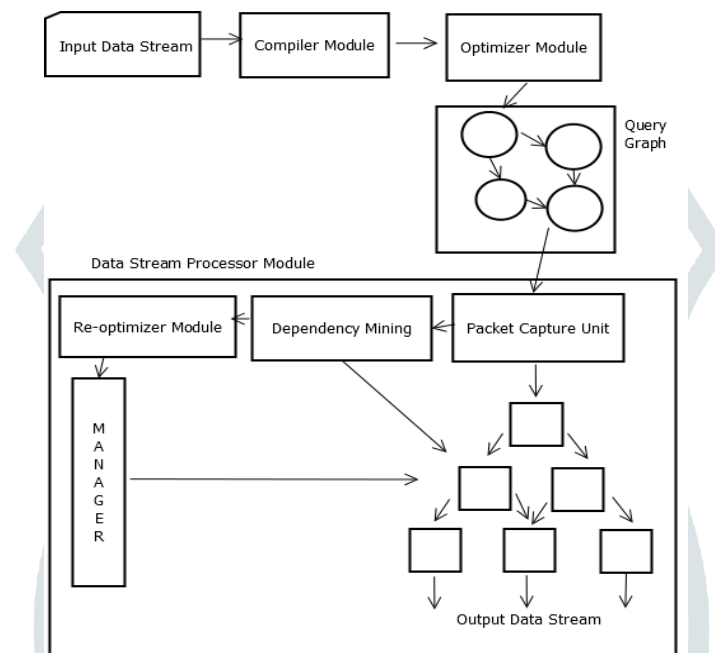 Input Data Stream
Compiler Module
Optimizer Module
Query
Graph
Data Stream Processor Module
Re-optimizer Module
Dependency Mining
Packet Capture Unit
M
A
N
A
G
E
R
Output Data Stream